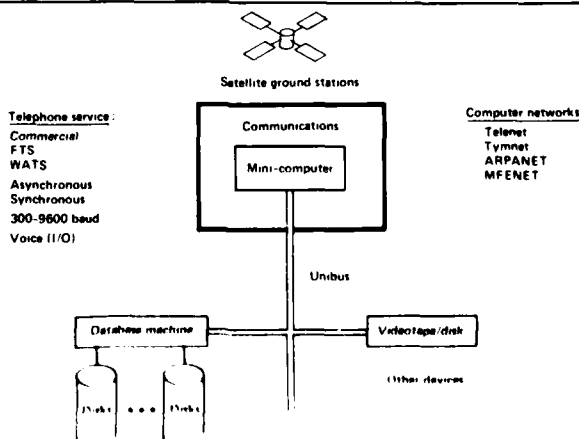 Satellite ground stations
Telephone service:
Commercial
FTS
WATS
Asynchronous
Synchronous
300-9600 baud
Voice (I/O)
Communications
Mini-computer
Computer networks
Telenet
Tymnet
ARPANET
MFENET
Unibus
Database machine
Videotape/disk
Other devices
Disks
Disks